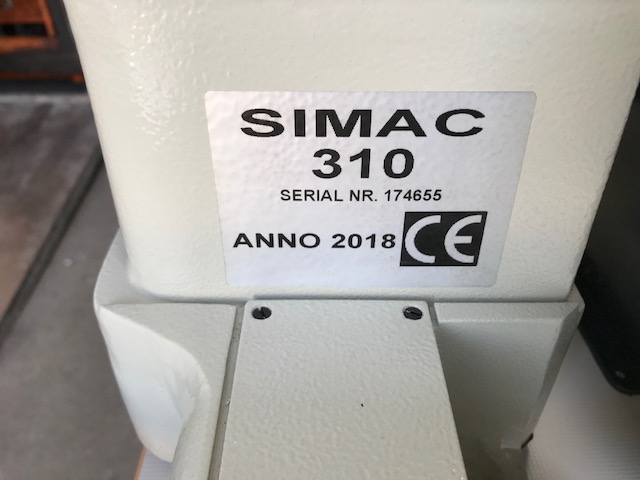 SIMAC
310
SERIAL NR. 174655
ANNO 2018 CE